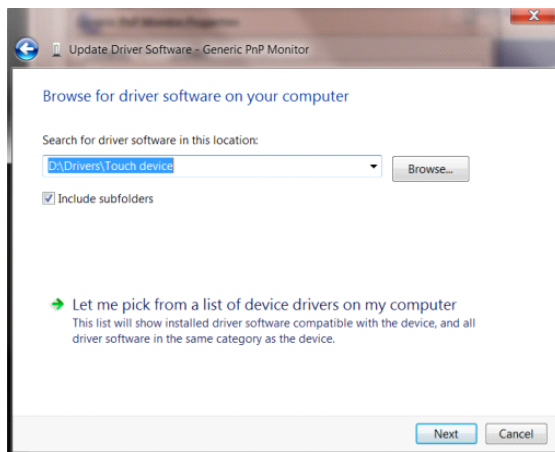 Update Driver Software - Generic PnP Monitor
Browse for driver software on your computer
Search for driver software in this location:
D:\Drivers\Touch device
Browse...
Include subfolders
Let me pick from a list of device drivers on my computer
This list will show installed driver software compatible with the device, and all
driver software in the same category as the device.
Next
Cancel